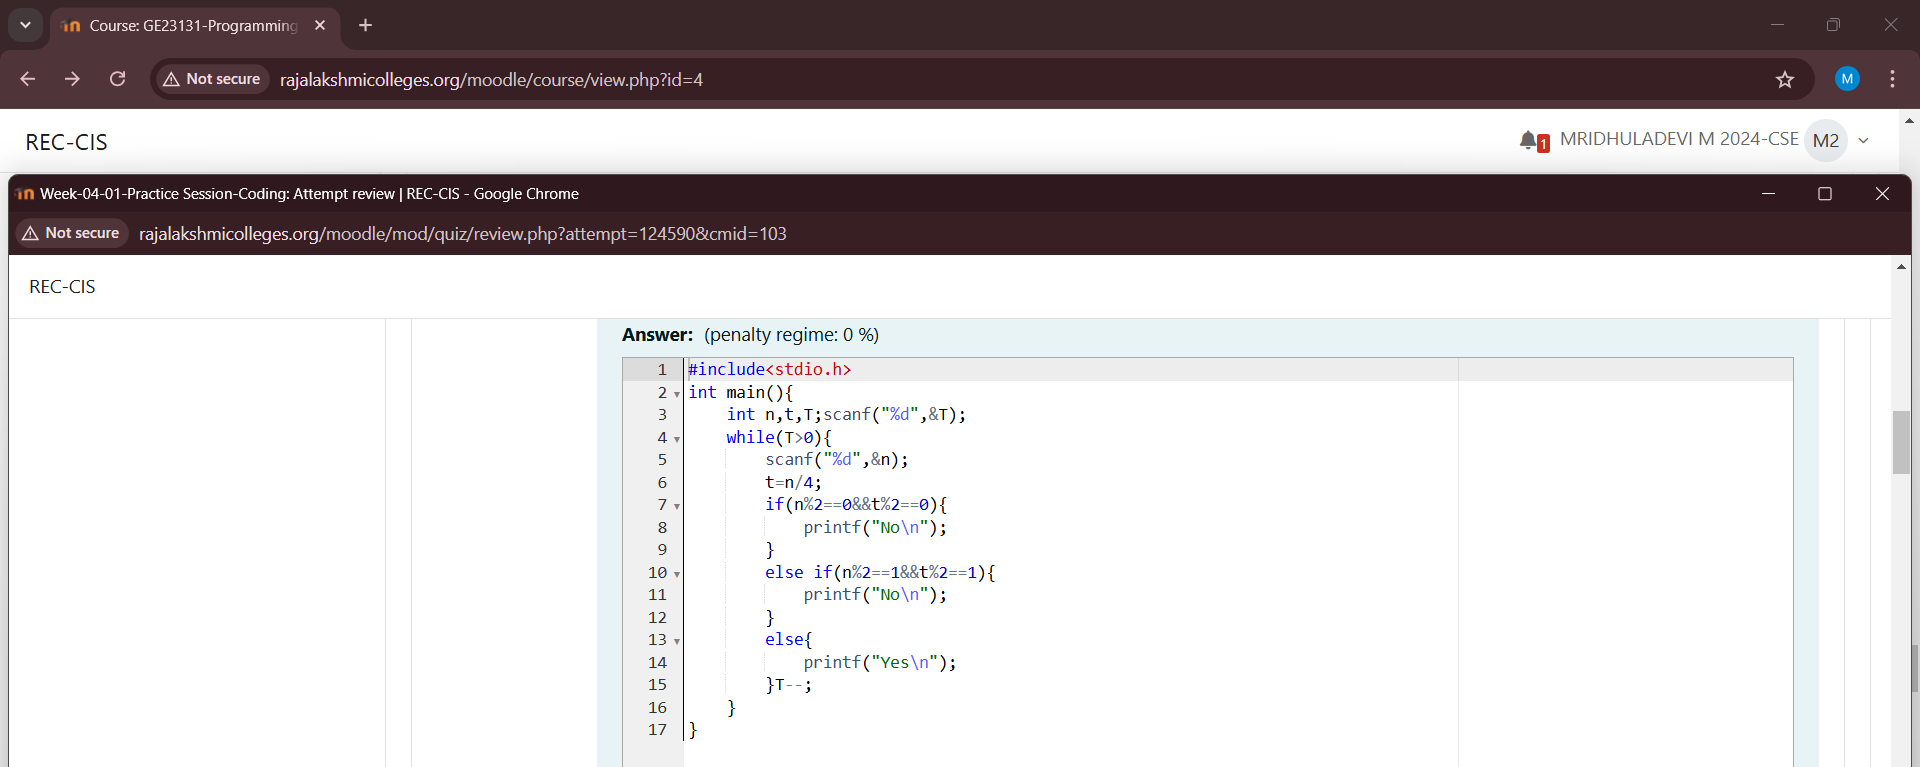 Course: GE23131-Programming
Not secure rajalakshmicolleges.org/moodle/course/view.php?id=4
M
REC-CIS
1 MRIDHULADEVI M 2024-CSE M2
Week-04-01-Practice Session-Coding: Attempt review | REC-CIS - Google Chrome
Not secure rajalakshmicolleges.org/moodle/mod/quiz/review.php?attempt=124590&cmid=103
REC-CIS
Answer: (penalty regime: 0 %)
1 #include<stdio.h>
2 int main(){
3 int n,t,T;scanf("%d",&T);
4 while(T>0){
5 scanf("%d",&n);
6 t=n/4;
7 if(n%2==0&&t%2==0){
8 printf("No\n");
9 }
10 else if(n%2==1&&t%2==1){
11 printf("No\n");
12 }
13 else{
14 printf("Yes\n");
15 }T--;
16 }
17 }